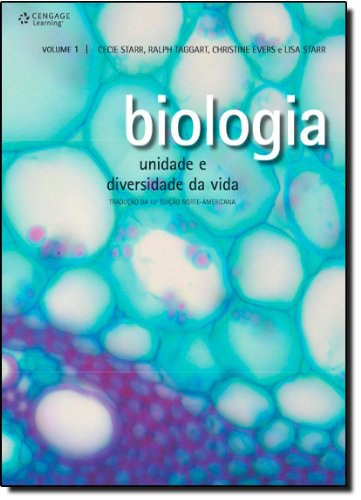 CENGAGE
Learning
VOLUME 1 | CECIE STARR, RALPH TAGGART, CHRISTINE EVERS e LISA STARR
biologia
unidade e
diversidade da vida
TRADUÇÃO DA 12ª EDIÇÃO NORTE-AMERICANA